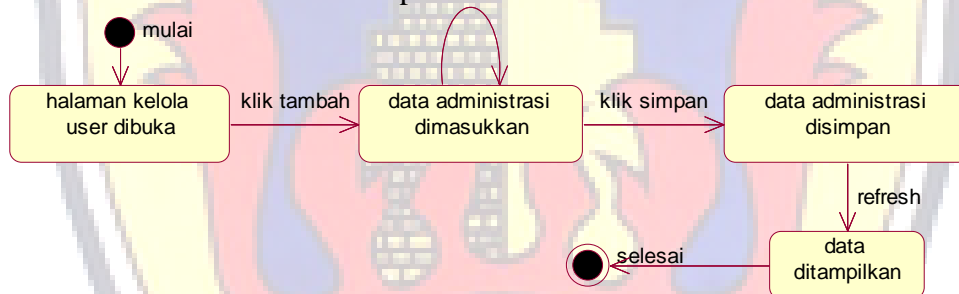 mulai
halaman kelola
user dibuka
klik tambah
data administrasi
dimasukkan
klik simpan
data administrasi
disimpan
refresh
data
ditampilkan
selesai